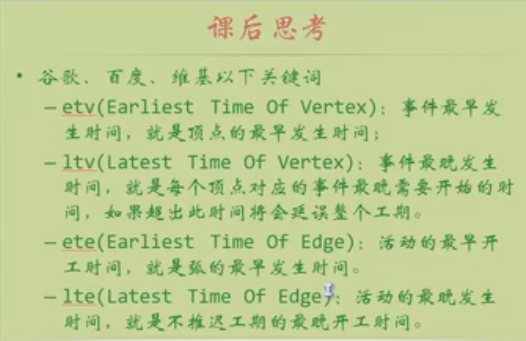 课后思考
• 谷歌、百度、维基以下关键词
– etv(Earliest Time Of Vertex)：事件最早发
生时间，就是顶点的最早发生时间；
– ltv(Latest Time Of Vertex)：事件最晚发生
时间，就是每个顶点对应的事件最晚需要开始的时
间，如果超出此时间将会延误整个工期。
– ete(Earliest Time Of Edge)：活动的最早开
工时间，就是弧的最早发生时间。
– lte(Latest Time Of Edge)：活动的最晚发生
时间，就是不推迟工期的最晚开工时间。